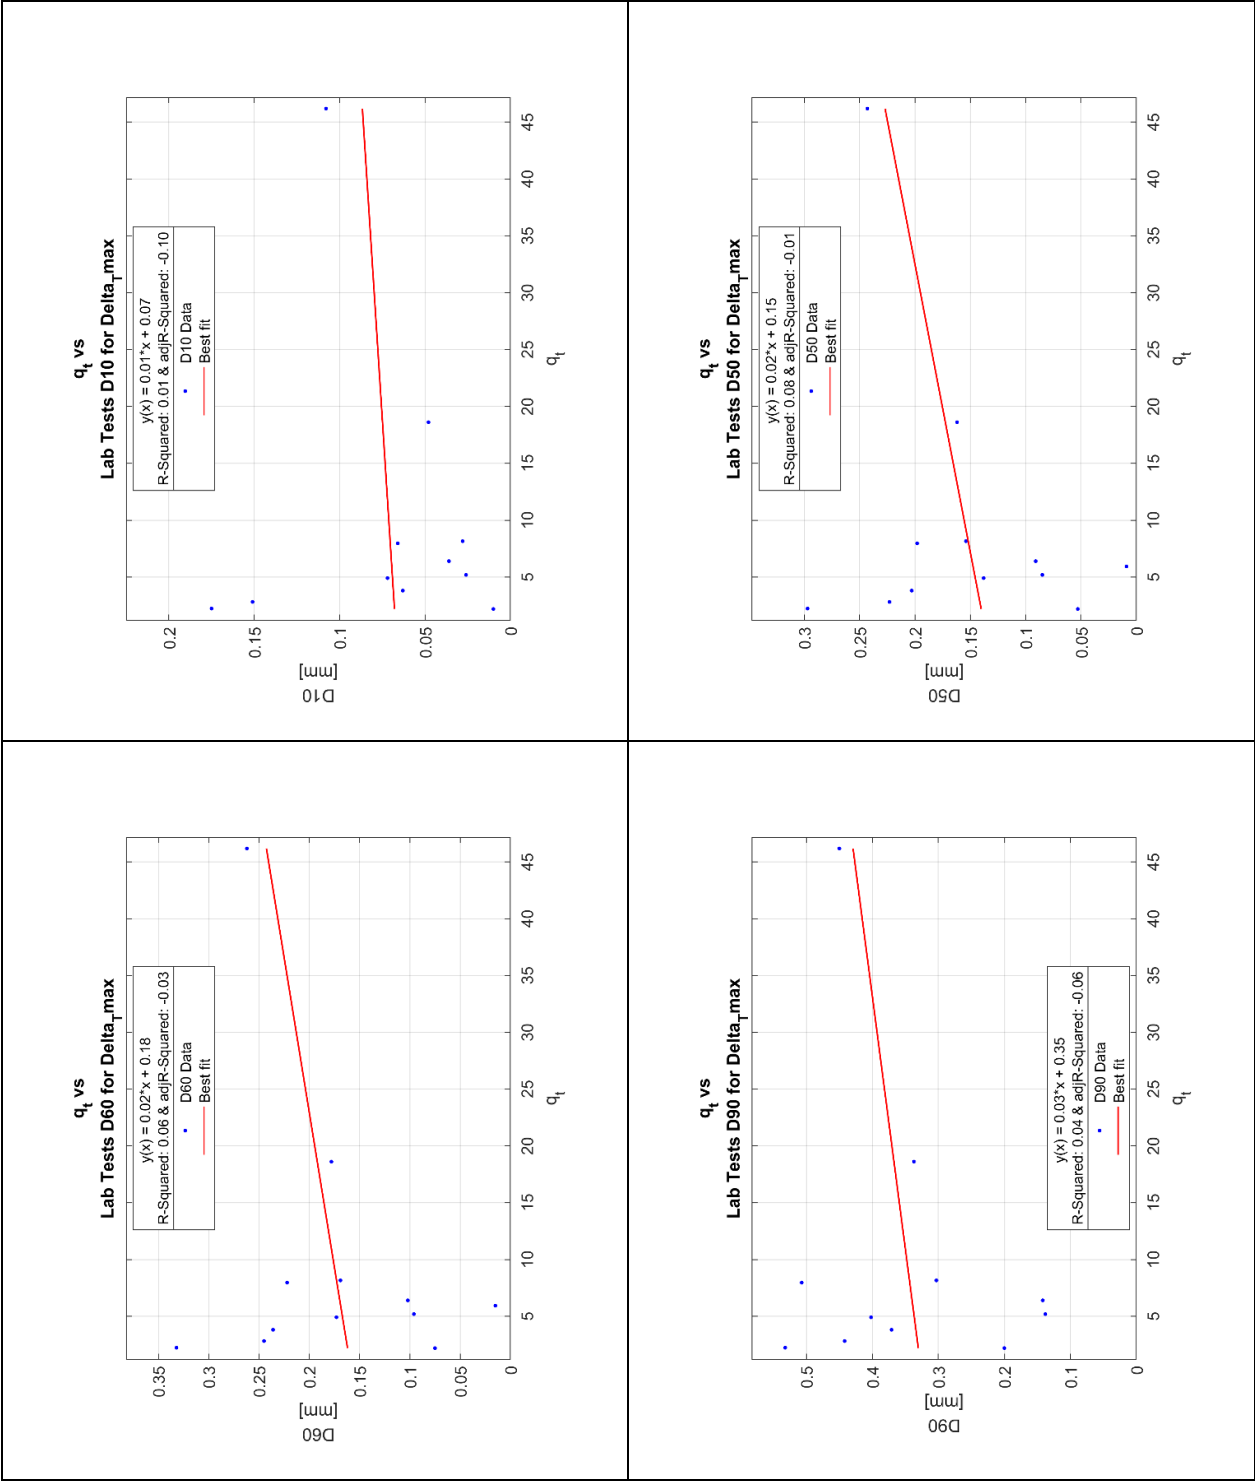 q_t vs
Lab Tests D10 for Delta_Tmax
y(x) = 0.01*x + 0.07
R-Squared: 0.01 & adjR-Squared: -0.10
D10 Data
Best fit
0.2
0.15
0.1
0.05
0
D10
[mm]
5
10
15
20
25
30
35
40
45
q_t
q_t vs
Lab Tests D50 for Delta_Tmax
y(x) = 0.02*x + 0.15
R-Squared: 0.08 & adjR-Squared: -0.01
D50 Data
Best fit
0.3
0.25
0.2
0.15
0.1
0.05
0
D50
[mm]
5
10
15
20
25
30
35
40
45
q_t
q_t vs
Lab Tests D60 for Delta_Tmax
y(x) = 0.02*x + 0.18
R-Squared: 0.06 & adjR-Squared: -0.03
D60 Data
Best fit
0.35
0.3
0.25
0.2
0.15
0.1
0.05
0
D60
[mm]
5
10
15
20
25
30
35
40
45
q_t
q_t vs
Lab Tests D90 for Delta_Tmax
y(x) = 0.03*x + 0.35
R-Squared: 0.04 & adjR-Squared: -0.06
D90 Data
Best fit
0.5
0.4
0.3
0.2
0.1
0
D90
[mm]
5
10
15
20
25
30
35
40
45
q_t